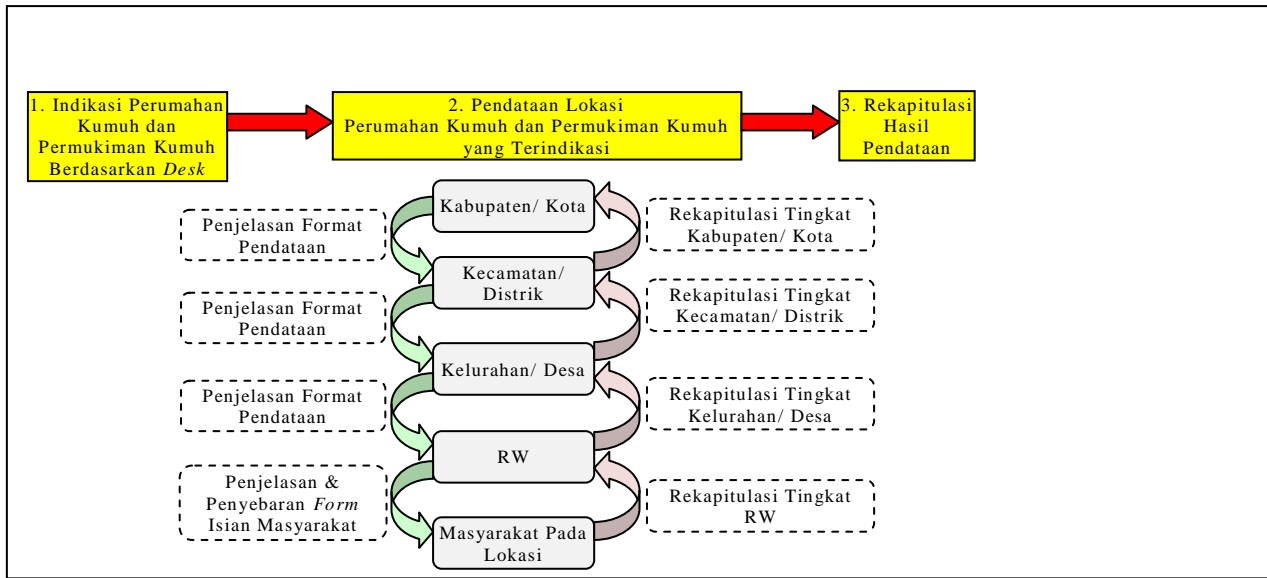 1. Indikasi Perumahan
Kumuh dan
Permukiman Kumuh
Berdasarkan Desk
2. Pendataan Lokasi
Perumahan Kumuh dan Permukiman Kumuh
yang Terindikasi
3. Rekapitulasi
Hasil
Pendataan
Kabupaten/ Kota
Penjelasan Format
Pendataan
Rekapitulasi Tingkat
Kabupaten/ Kota
Kecamatan/
Distrik
Penjelasan Format
Pendataan
Rekapitulasi Tingkat
Kecamatan/ Distrik
Kelurahan/ Desa
Penjelasan Format
Pendataan
Rekapitulasi Tingkat
Kelurahan/ Desa
RW
Penjelasan &
Penyebaran Form
Isian Masyarakat
Rekapitulasi Tingkat
RW
Masyarakat Pada
Lokasi